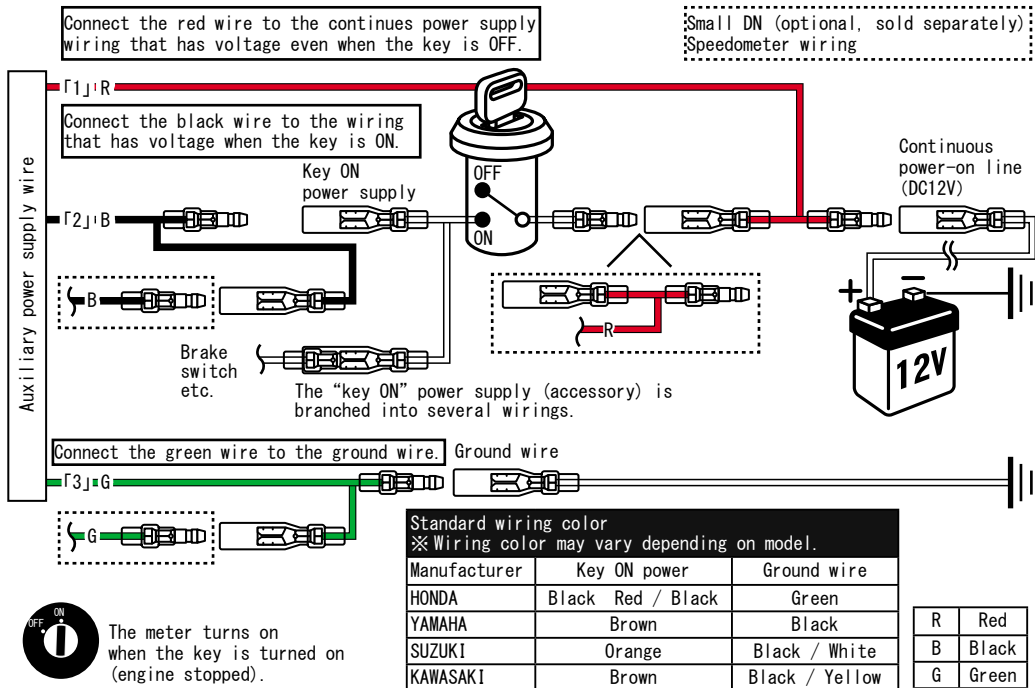 Connect the red wire to the continues power supply
wiring that has voltage even when the key is OFF.
Small DN (optional, sold separately)
Speedometer wiring
「1」 R
Connect the black wire to the wiring
that has voltage when the key is ON.
Auxiliary power supply wire
Key ON
power supply
OFF
ON
Continuous
power-on line
(DC12V)
「2」 B
B
R
+
−
12V
Brake
switch
etc.
The “key ON” power supply (accessory) is
branched into several wirings.
Connect the green wire to the ground wire.
Ground wire
「3」 G
G
Standard wiring color
※ Wiring color may vary depending on model.
Manufacturer Key ON power Ground wire
HONDA Black Red / Black Green
YAMAHA Brown Black
SUZUKI Orange Black / White
KAWASAKI Brown Black / Yellow
R Red
B Black
G Green
OFF
ON
The meter turns on
when the key is turned on
(engine stopped).